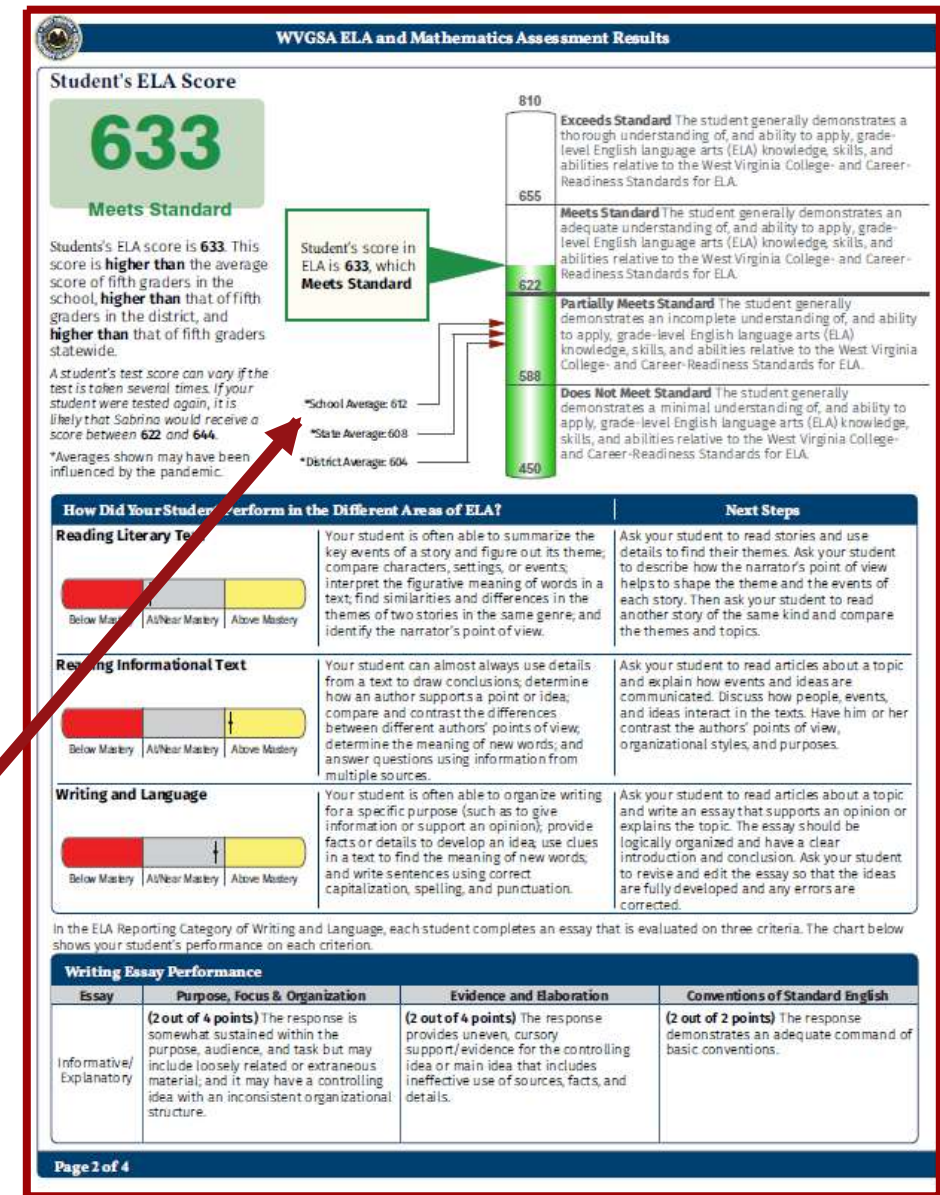 WVGSA ELA and Mathematics Assessment Results
Student's ELA Score
633
Meets Standard
Students's ELA score is 633. This
score is higher than the average
score of fifth graders in the
school, higher than that of fifth
graders in the district, and
higher than that of fifth graders
statewide.
A student's test score can vary if the
test is taken several times. If your
student were tested again, it is
likely that Sabrina would receive a
score between 622 and 644.
*Averages shown may have been
influenced by the pandemic.
Student's score in
ELA is 633, which
Meets Standard
*School Average: 612
*State Average: 608
*District Average: 604
810
655
622
588
450
Exceeds Standard The student generally demonstrates a
thorough understanding of, and ability to apply, grade-
level English language arts (ELA) knowledge, skills, and
abilities relative to the West Virginia College- and Career-
Readiness Standards for ELA.
Meets Standard The student generally demonstrates an
adequate understanding of, and ability to apply, grade-
level English language arts (ELA) knowledge, skills, and
abilities relative to the West Virginia College- and Career-
Readiness Standards for ELA.
Partially Meets Standard The student generally
demonstrates an incomplete understanding of, and ability
to apply, grade-level English language arts (ELA)
knowledge, skills, and abilities relative to the West Virginia
College- and Career-Readiness Standards for ELA.
Does Not Meet Standard The student generally
demonstrates a minimal understanding of, and ability to
apply, grade-level English language arts (ELA) knowledge,
skills, and abilities relative to the West Virginia College-
and Career-Readiness Standards for ELA.
How Did Your Student Perform in the Different Areas of ELA?
Next Steps
Reading Literary
Below Mastery At/Near Mastery Above Mastery
Your student is often able to summarize the
key events of a story and figure out its theme;
compare characters, settings, or events;
interpret the figurative meaning of words in a
text; find similarities and differences in the
themes of two stories in the same genre; and
identify the narrator's point of view.
Ask your student to read stories and use
details to find their themes. Ask your student
to describe how the narrator's point of view
helps to shape the theme and the events of
each story. Then ask your student to read
another story of the same kind and compare
the themes and topics.
Reading Informational Text
Below Mastery At/Near Mastery Above Mastery
Your student can almost always use details
from a text to draw conclusions; determine
how an author supports a point or idea;
compare and contrast the differences
between different authors' points of view;
determine the meaning of new words; and
answer questions using information from
multiple sources.
Ask your student to read articles about a topic
and explain how events and ideas are
communicated. Discuss how people, events,
and ideas interact in the texts. Have him or her
contrast the authors' points of view,
organizational styles, and purposes.
Writing and Language
Below Mastery At/Near Mastery Above Mastery
Your student is often able to organize writing
for a specific purpose (such as to give
information or support an opinion); provide
facts or details to develop an idea; use clues
in a text to find the meaning of new words;
and write sentences using correct
capitalization, spelling, and punctuation.
Ask your student to read articles about a topic
and write an essay that supports an opinion or
explains the topic. The essay should be
logically organized and have a clear
introduction and conclusion. Ask your student
to revise and edit the essay so that the ideas
are fully developed and any errors are
corrected.
In the ELA Reporting Category of Writing and Language, each student completes an essay that is evaluated on three criteria. The chart below
shows your student's performance on each criterion.
Writing Essay Performance
Essay
Purpose, Focus & Organization
Evidence and Elaboration
Conventions of Standard English
Informative/
Explanatory
(2 out of 4 points) The response is
somewhat sustained within the
purpose, audience, and task but may
include loosely related or extraneous
material; and it may have a controlling
idea with an inconsistent organizational
structure.
(2 out of 4 points) The response
provides uneven, cursory
support/evidence for the controlling
idea or main idea that includes
ineffective use of sources, facts, and
details.
(2 out of 2 points) The response
demonstrates an adequate command of
basic conventions.
Page 2 of 4